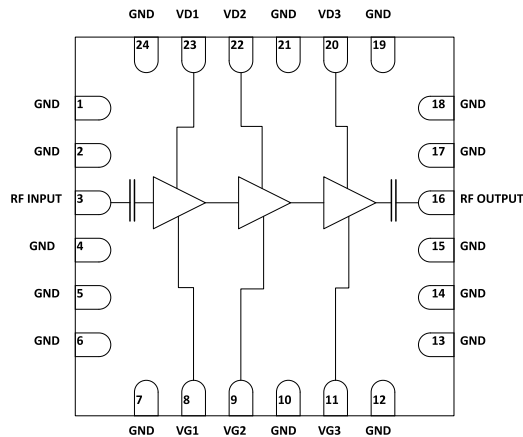 GND VD1 VD2 GND VD3 GND
24 23 22 21 20 19
GND 1 18 GND
GND 2 17 GND
RF INPUT 3 16 RF OUTPUT
GND 4 15 GND
GND 5 14 GND
GND 6 13 GND
7 8 9 10 11 12
GND VG1 VG2 GND VG3 GND